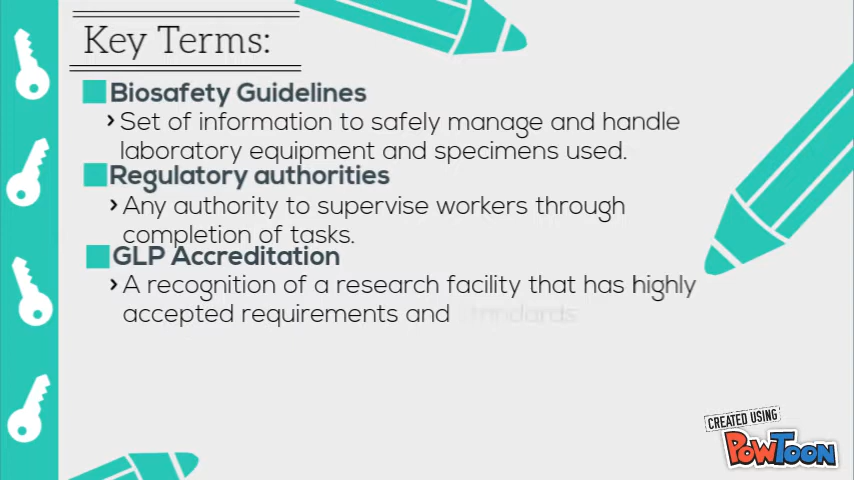 Key Terms:
Biosafety Guidelines
Set of information to safely manage and handle
laboratory equipment and specimens used.
Regulatory authorities
Any authority to supervise workers through
completion of tasks.
GLP Accreditation
A recognition of a research facility that has highly
accepted requirements and standards
CREATED USING
POWTOON